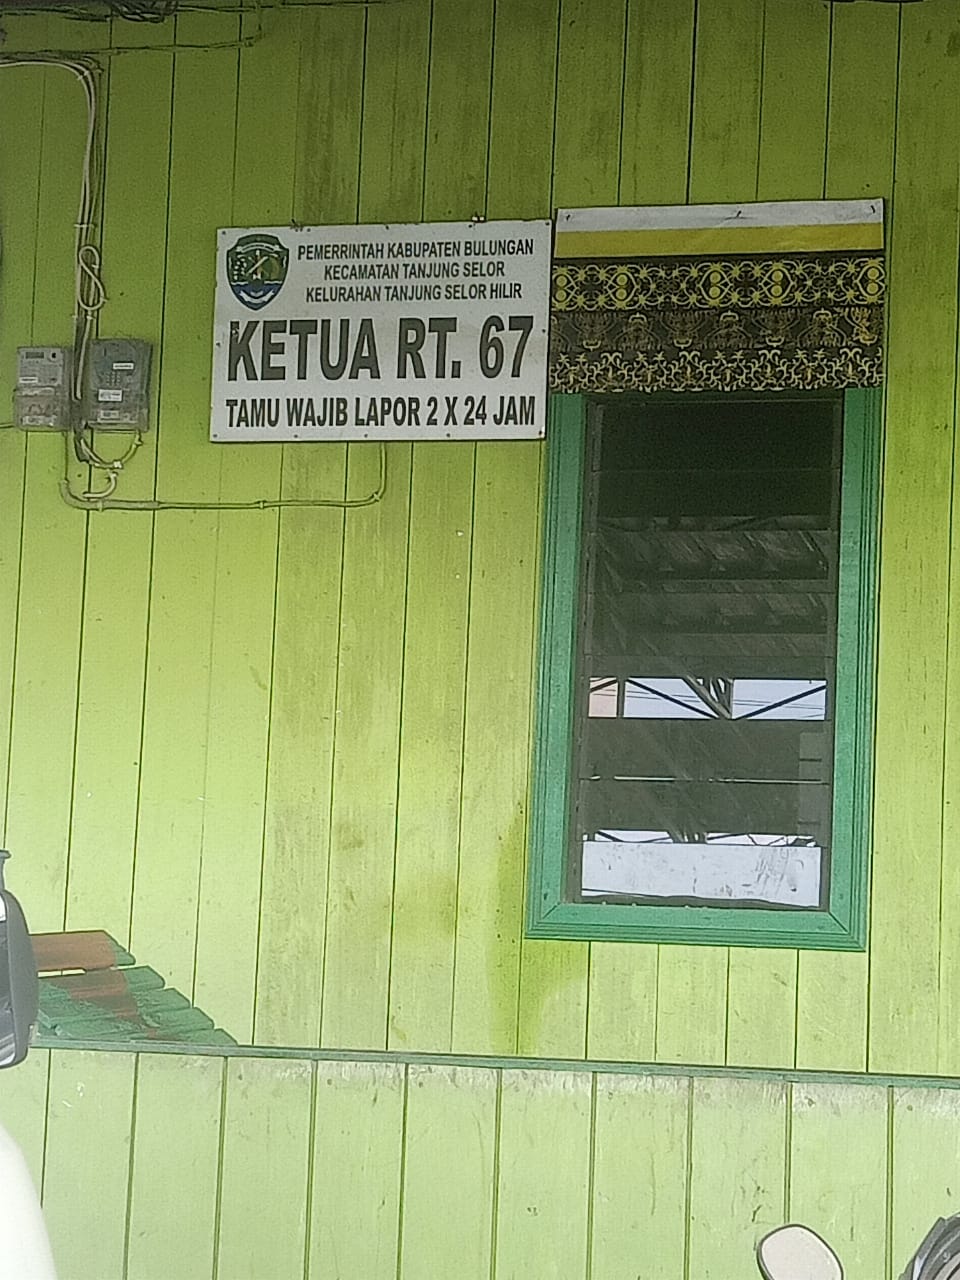 PEMERRINTAH KABUPATEN BULUNGAN
KECAMATAN TANJUNG SELOR
KELURAHAN TANJUNG SELOR HILIR
KETUA RT. 67
TAMU WAJIB LAPOR 2 X 24 JAM